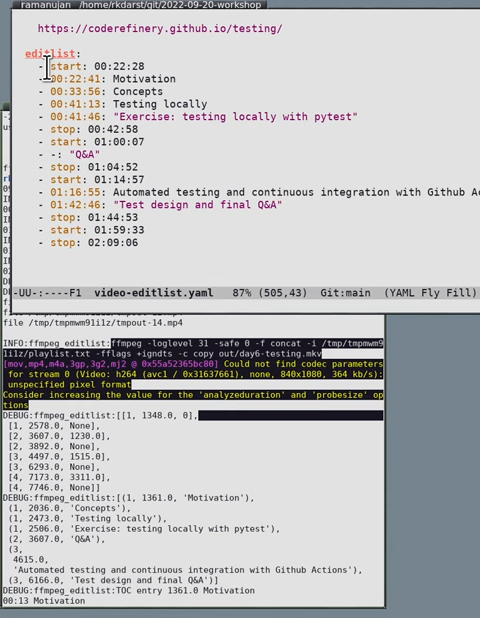 ramanujan  /home/rkdarst/git/2022-09-20-workshop
https://coderefinery.github.io/testing/
editlist:
- start: 00:22:28
- 00:22:41: Motivation
- 00:33:56: Concepts
- 00:41:13: Testing locally
- 00:41:46: "Exercise: testing locally with pytest"
- stop: 00:42:58
- start: 01:00:07
- -: "Q&A"
- stop: 01:04:52
- start: 01:14:57
- 01:16:55: Automated testing and continuous integration with Github Ac
- 01:42:46: "Test design and final Q&A"
- stop: 01:44:53
- start: 01:59:33
- stop: 02:09:06
-UU-:----F1  video-editlist.yaml   87% (505,43)  Git:main  (YAML Fly Fill)
file /tmp/tmpmwm9i1lz/tmpout-14.mp4
INFO:ffmpeg_editlist:ffmpeg -loglevel 31 -safe 0 -f concat -i /tmp/tmpmwm9
i1iz/playlist.txt -fflags +igndts -c copy out/day6-testing.mkv
[mov,mp4,m4a,3gp,3g2,mj2 @ 0x55a52365bc80] Could not find codec parameters
for stream 0 (Video: h264 (avc1 / 0x31637661), none, 840x1080, 364 kb/s):
unspecified pixel format
Consider increasing the value for the 'analyzeduration' and 'probesize' op
tions
DEBUG:ffmpeg_editlist:[[1, 1348.0, 0],
[1, 2578.0, None],
[2, 3607.0, 1230.0],
[2, 3892.0, None],
[3, 4497.0, 1515.0],
[3, 6293.0, None],
[4, 7173.0, 3311.0],
[4, 7746.0, None]]
DEBUG:ffmpeg_editlist:[(1, 1361.0, 'Motivation'),
(1, 2036.0, 'Concepts'),
(1, 2473.0, 'Testing locally'),
(1, 2506.0, 'Exercise: testing locally with pytest'),
(2, 3607.0, 'Q&A'),
(3,
4615.0,
'Automated testing and continuous integration with Github Actions'),
(3, 6166.0, 'Test design and final Q&A')]
DEBUG:ffmpeg_editlist:TOC entry 1361.0 Motivation
00:13 Motivation